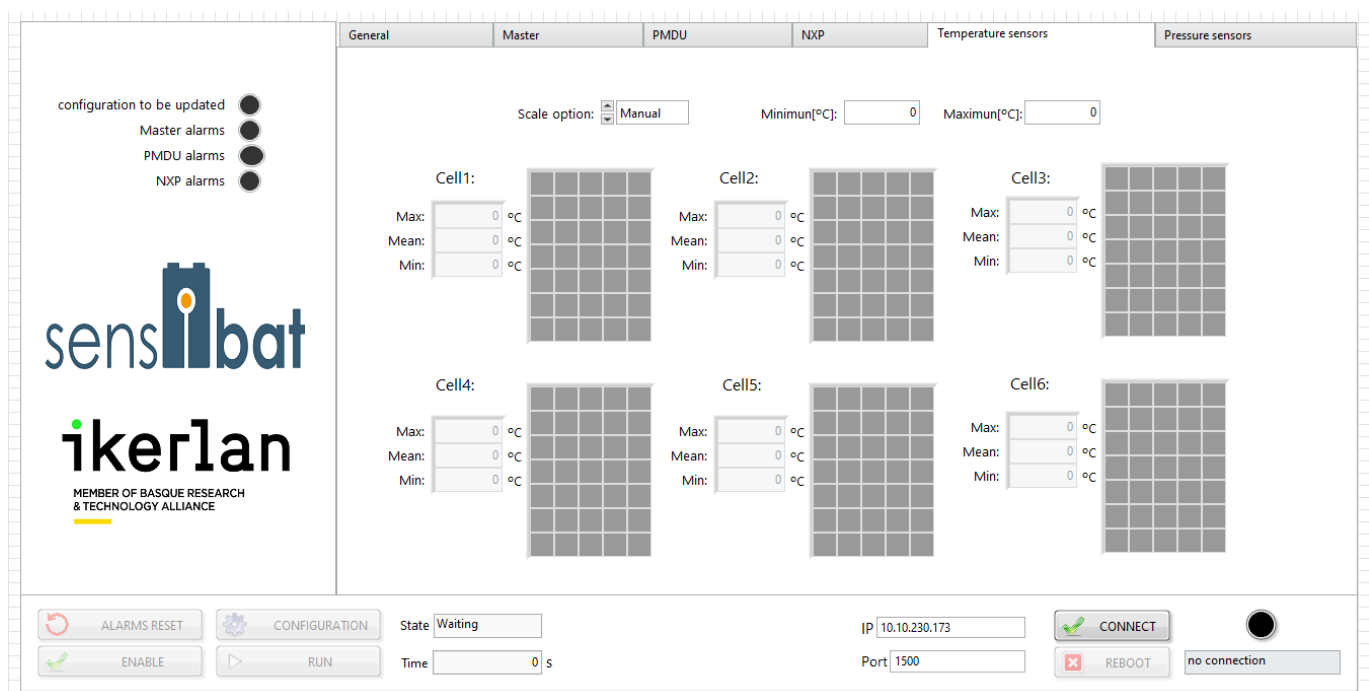 General Master PMDU NXP Temperature sensors Pressure sensors
configuration to be updated
Master alarms
PMDU alarms
NXP alarms
sensibat
ikerlan
MEMBER OF BASQUE RESEARCH
& TECHNOLOGY ALLIANCE
Scale option: Manual Minimun[ºC]: 0 Maximun[ºC]: 0
Cell1: Cell2: Cell3:
Max: 0 ºC Max: 0 ºC Max: 0 ºC
Mean: 0 ºC Mean: 0 ºC Mean: 0 ºC
Min: 0 ºC Min: 0 ºC Min: 0 ºC
Cell4: Cell5: Cell6:
Max: 0 ºC Max: 0 ºC Max: 0 ºC
Mean: 0 ºC Mean: 0 ºC Mean: 0 ºC
Min: 0 ºC Min: 0 ºC Min: 0 ºC
ALARMS RESET CONFIGURATION State Waiting IP 10.10.230.173 CONNECT
ENABLE RUN Time 0 s Port 1500 REBOOT no connection